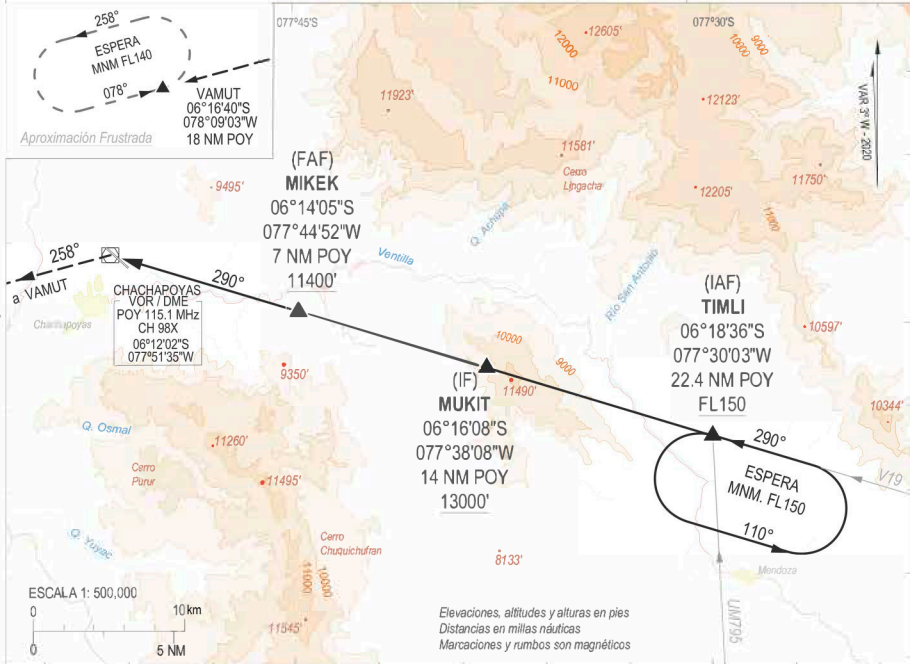 258°
ESPERA
MNM FL140
078°
VAMUT
06°16'40"S
078°09'03"W
18 NM POY
Aproximación Frustrada
077°45'S
077°30'S
12605'
12000
11000
10000
9000
11923'
12123'
11581'
Cerro
Lingacha
12205'
11750'
11000
VAR 3° W - 2020
9495'
(FAF)
MIKEK
06°14'05"S
077°44'52"W
7 NM POY
11400'
Q. Achupa
Ventilla
Rio San Antonio
258°
a VAMUT
290°
CHACHAPOYAS
VOR / DME
POY 115.1 MHz
CH 98X
06°12'02"S
077°51'35"W
Chachapoyas
(IAF)
TIMLI
06°18'36"S
077°30'03"W
22.4 NM POY
FL150
10597'
10000
9000
9350'
11490'
(IF)
MUKIT
06°16'08"S
077°38'08"W
14 NM POY
13000'
10344'
290°
V19
ESPERA
MNM. FL150
110°
Q. Osmal
11260'
Cerro
Purur
11495'
Q. Yuyac
Cerro
Chuquichufran
11000
10000
8133'
Mendoza
UM795
11545'
ESCALA 1: 500,000
0 10km
0 5 NM
Elevaciones, altitudes y alturas en pies
Distancias en millas náuticas
Marcaciones y rumbos son magnéticos